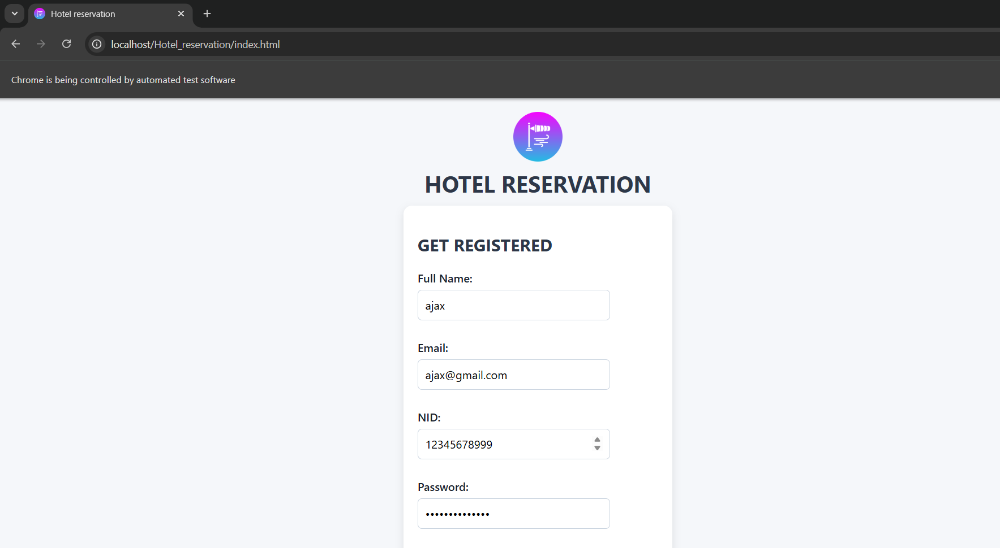 Hotel reservation
localhost/Hotel_reservation/index.html
Chrome is being controlled by automated test software
HOTEL RESERVATION
GET REGISTERED
Full Name:
ajax
Email:
ajax@gmail.com
NID:
12345678999
Password:
••••••••••••••